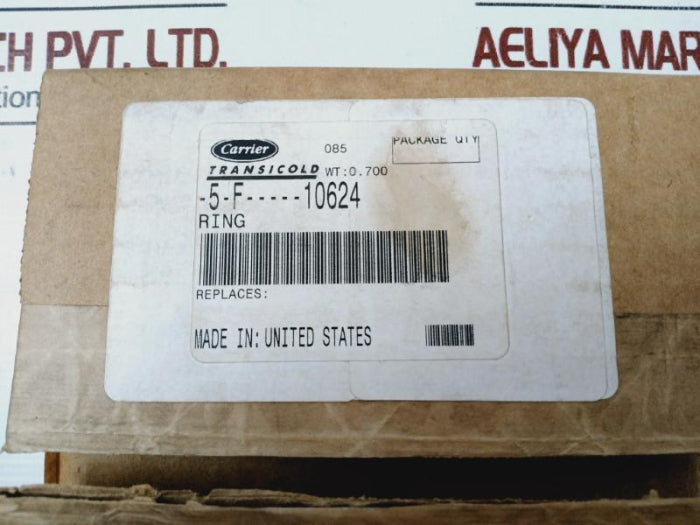 CH PVT. LTD.
AELIYA MAR
tion
Carrier
TRANSICOLD
085
PACKAGE QTY
WT:0.700
-5-F-----10624
RING
REPLACES:
MADE IN: UNITED STATES